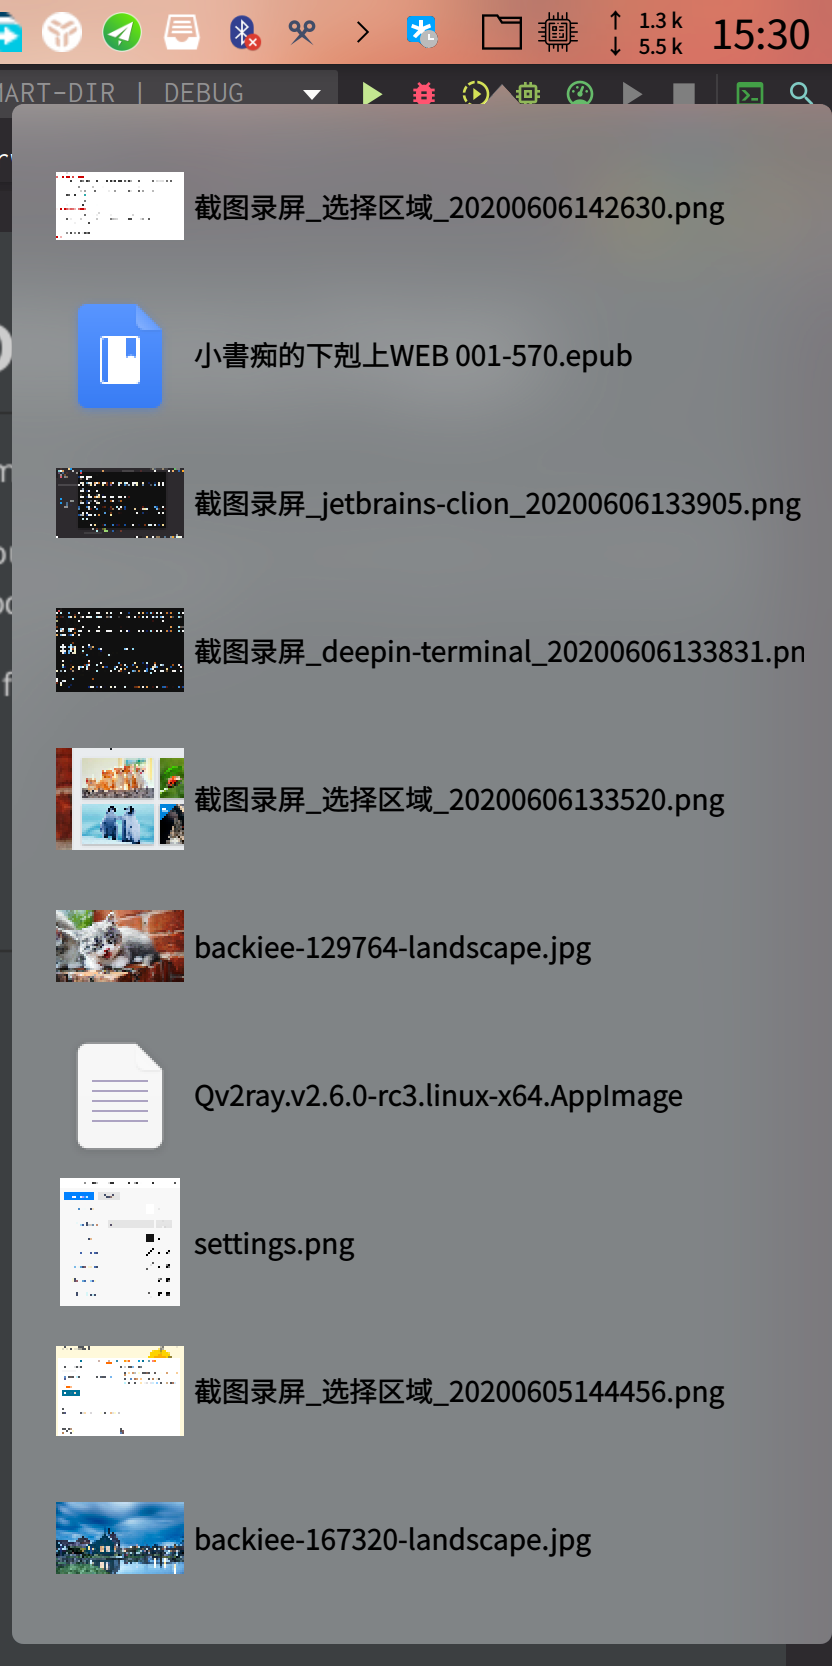 ↑ 1.3 k
↓ 5.5 k
15:30
MART-DIR | DEBUG
截图录屏_选择区域_20200606142630.png
小書痴的下剋上WEB 001-570.epub
截图录屏_jetbrains-clion_20200606133905.png
截图录屏_deepin-terminal_20200606133831.pn
截图录屏_选择区域_20200606133520.png
backiee-129764-landscape.jpg
Qv2ray.v2.6.0-rc3.linux-x64.AppImage
settings.png
截图录屏_选择区域_20200605144456.png
backiee-167320-landscape.jpg